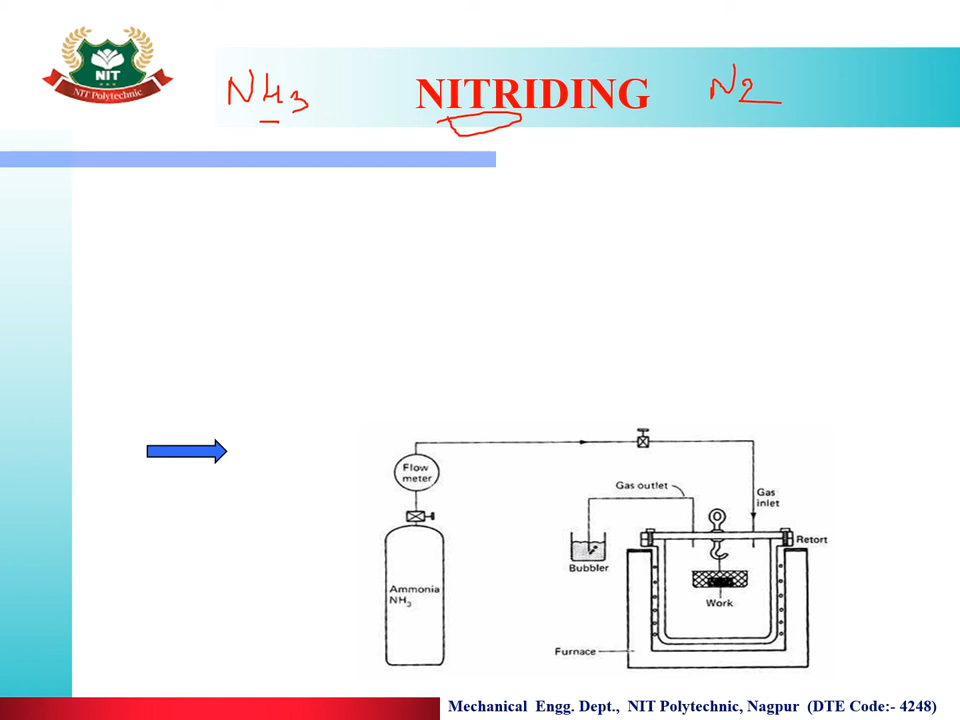 NIT
NIT Polytechnic
NH3
NITRIDING
N2
Flow
meter
Gas outlet
Gas
inlet
Retort
Bubbler
Ammonia
NH3
Work
Furnace
Mechanical Engg. Dept., NIT Polytechnic, Nagpur (DTE Code:- 4248)